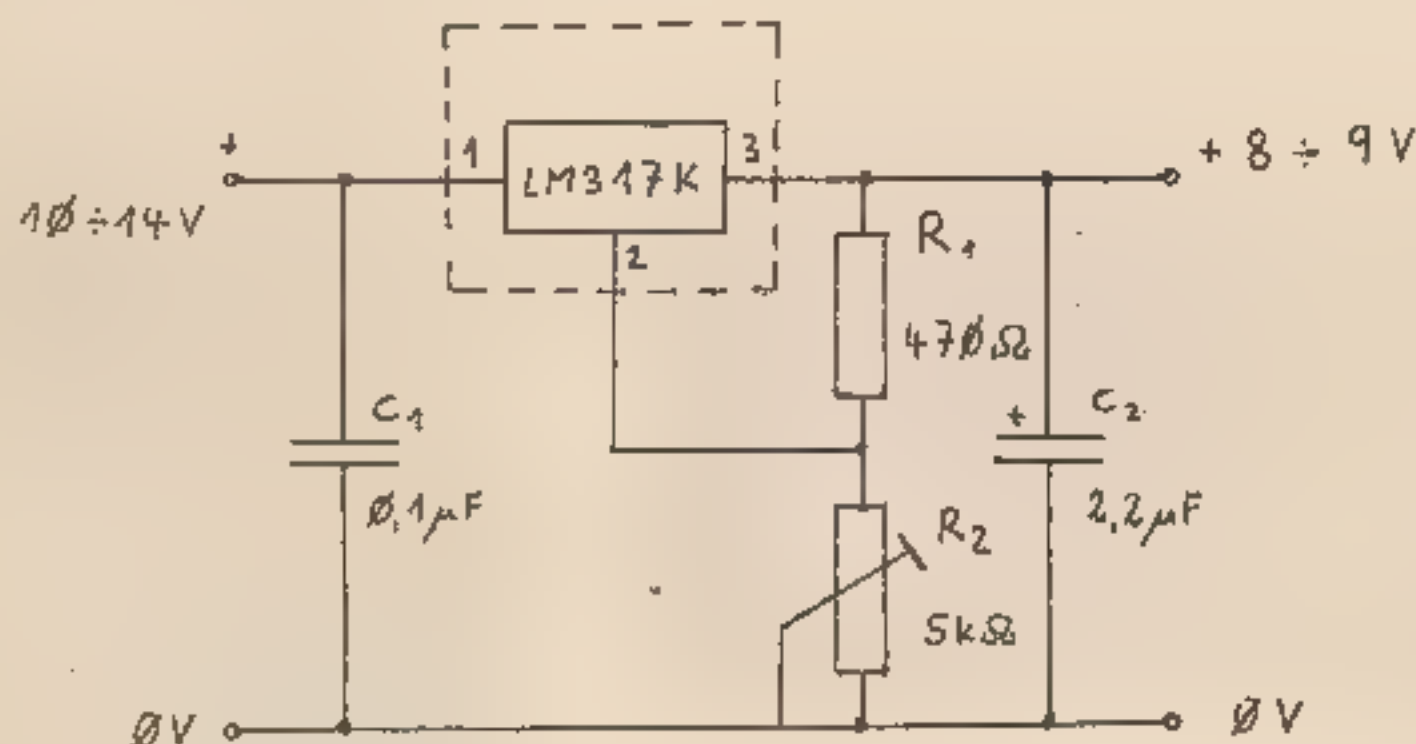 +
10÷14V
1
LM317K
3
2
+ 8 ÷ 9 V
R1
470Ω
C1
0,1µF
+
C2
2,2µF
R2
5kΩ
0V
0V